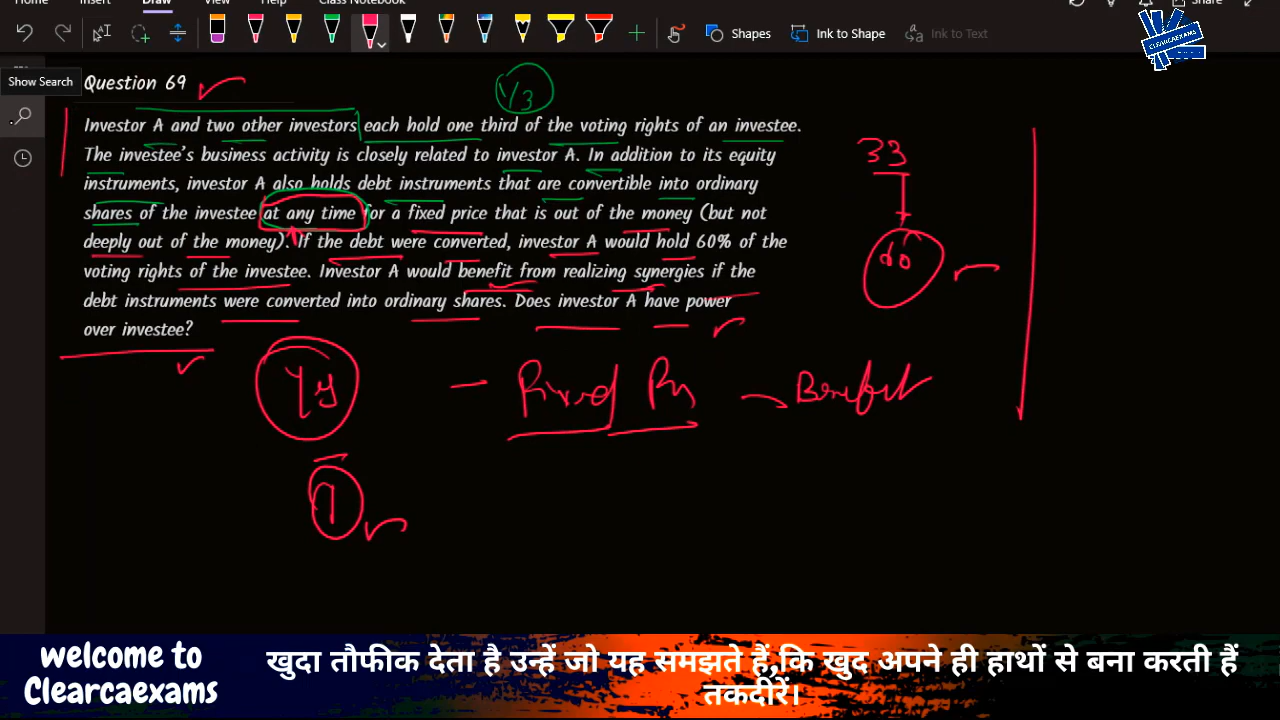 Home
Insert
Draw
View
Help
Class Notebook
Share
Shapes
Ink to Shape
Ink to Text
CLEARCAEXAMS
Show Search
Question 69
1/3
Investor A and two other investors each hold one third of the voting rights of an investee.
The investee's business activity is closely related to investor A. In addition to its equity
instruments, investor A also holds debt instruments that are convertible into ordinary
shares of the investee at any time for a fixed price that is out of the money (but not
deeply out of the money). If the debt were converted, investor A would hold 60% of the
voting rights of the investee. Investor A would benefit from realizing synergies if the
debt instruments were converted into ordinary shares. Does investor A have power
over investee?
33
Fixed
Benefit
welcome to
Clearcaexams
खुदा तौफीक देता है उन्हें जो यह समझते हैं,कि खुद अपने ही हाथों से बना करती हैं
तकदीरें।